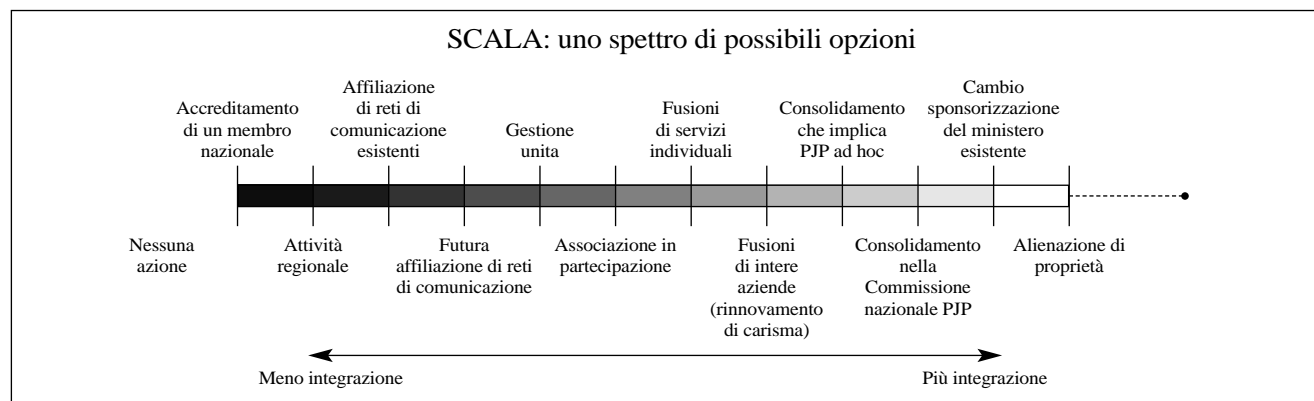 SCALA: uno spettro di possibili opzioni
Accreditamento
di un membro
nazionale
Affiliazione
di reti di
comunicazione
esistenti
Gestione
unita
Fusioni
di servizi
individuali
Consolidamento
che implica
PJP ad hoc
Cambio
sponsorizzazione
del ministero
esistente
Nessuna
azione
Attività
regionale
Futura
affiliazione di reti
di comunicazione
Associazione in
partecipazione
Fusioni
di intere
aziende
(rinnovamento
di carisma)
Consolidamento
nella
Commissione
nazionale PJP
Alienazione di
proprietà
Meno integrazione
Più integrazione